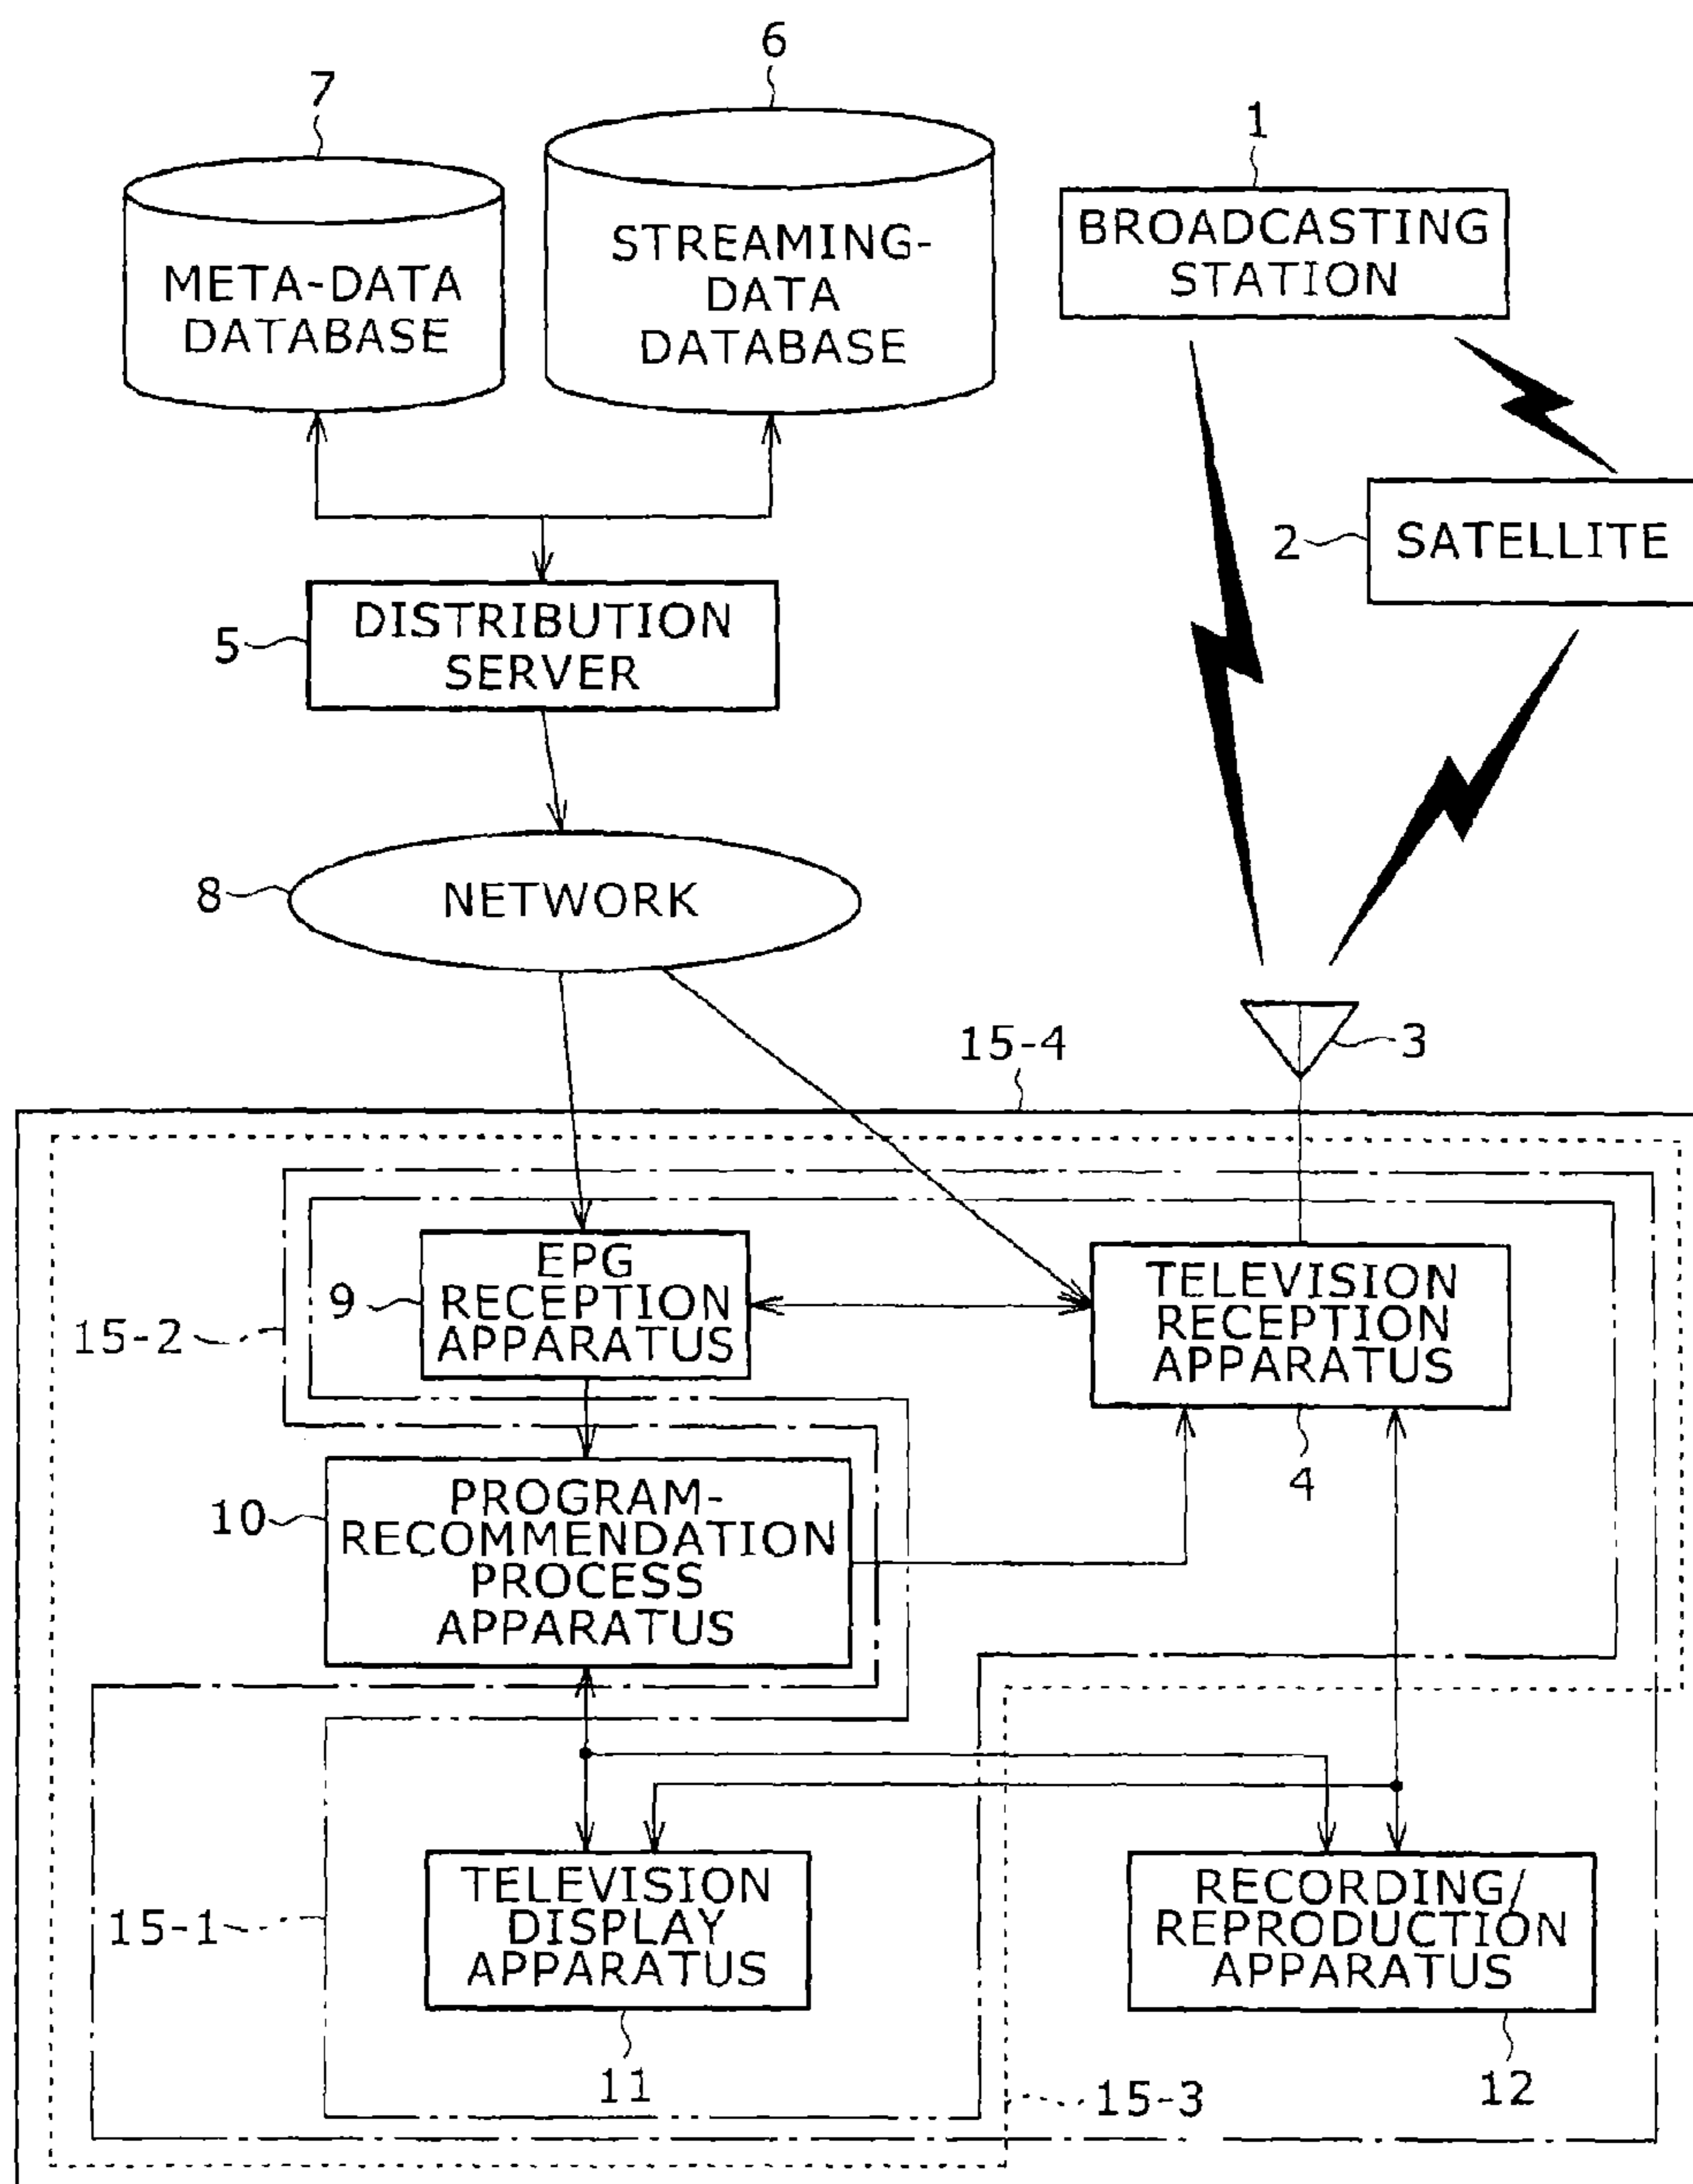 6
7
1
BROADCASTING
STATION
STREAMING-
DATA
DATABASE
META-DATA
DATABASE
2
SATELLITE
5
DISTRIBUTION
SERVER
8
NETWORK
3
15-4
9
EPG
RECEPTION
APPARATUS
TELEVISION
RECEPTION
APPARATUS
15-2
4
10
PROGRAM-
RECOMMENDATION
PROCESS
APPARATUS
TELEVISION
DISPLAY
APPARATUS
RECORDING/
REPRODUCTION
APPARATUS
15-1
11
15-3
12